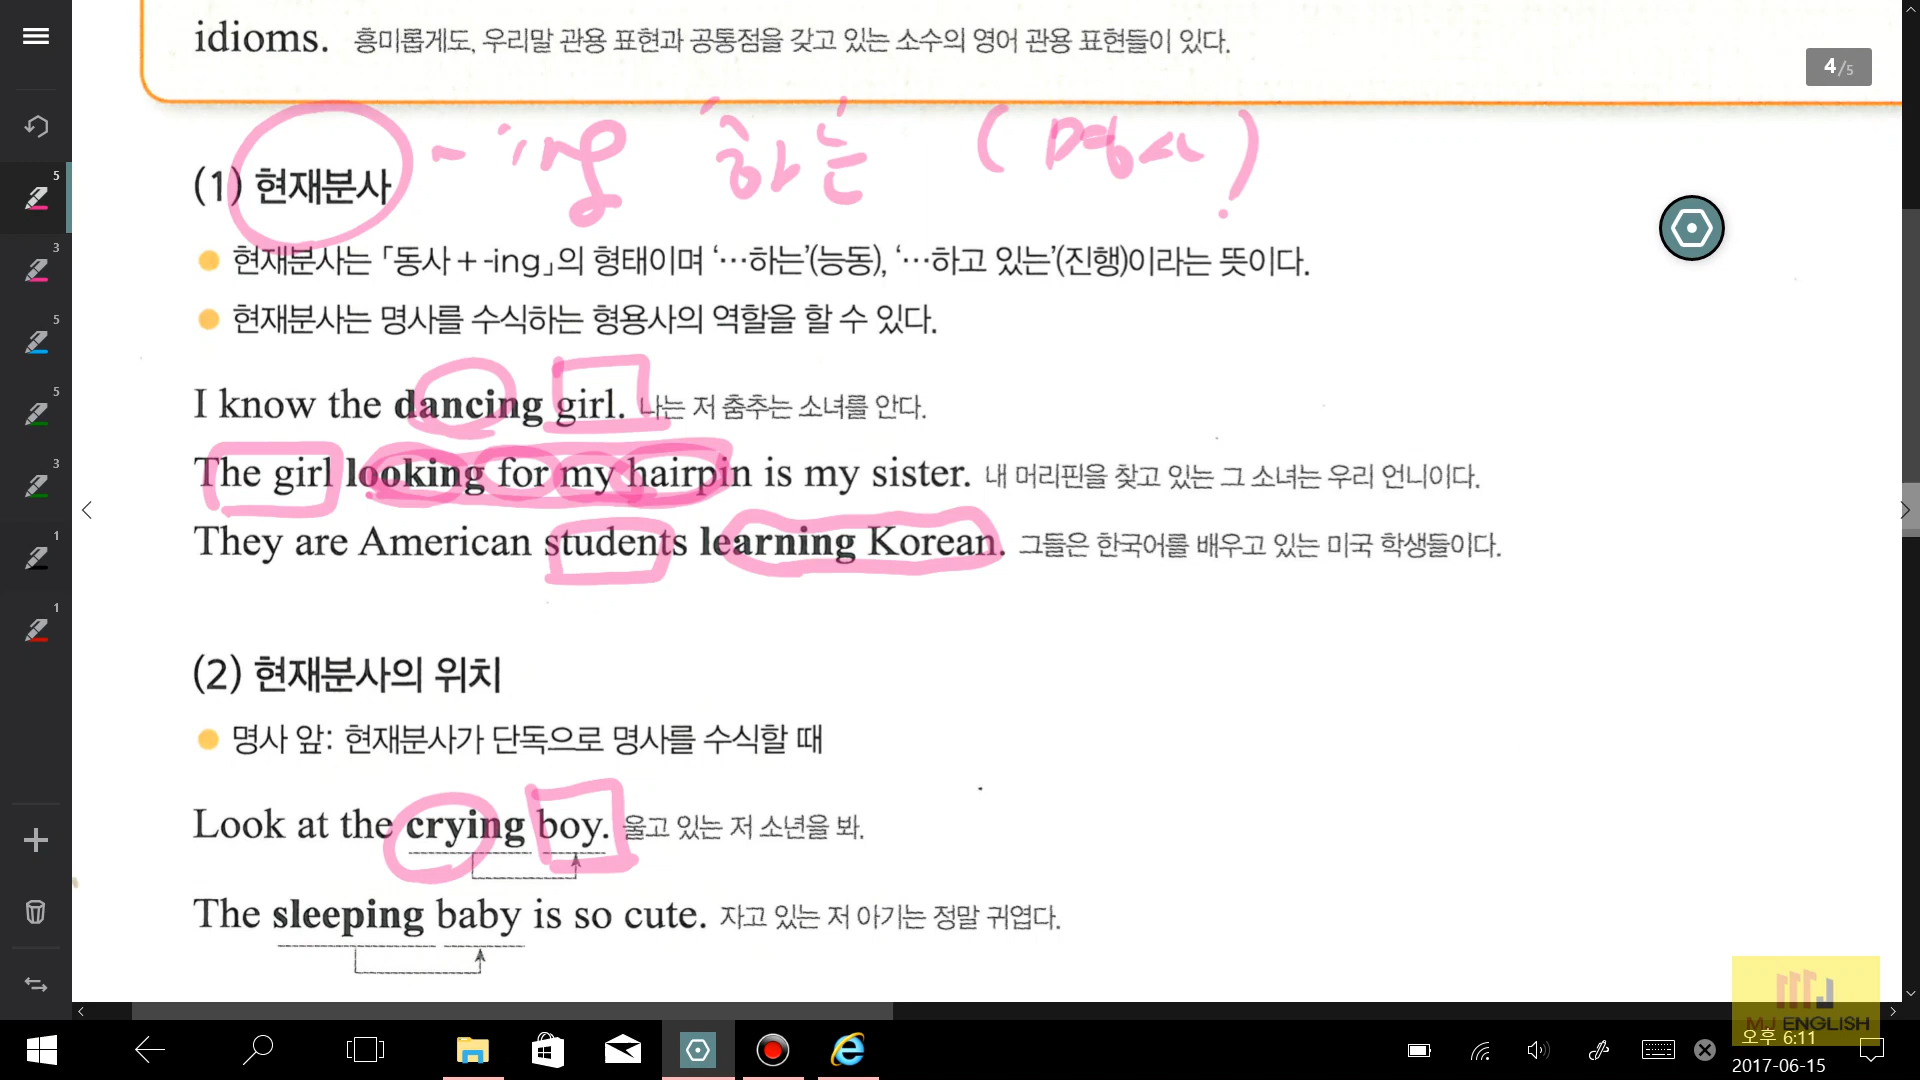 idioms. 흥미롭게도, 우리말 관용 표현과 공통점을 갖고 있는 소수의 영어 관용 표현들이 있다.
4/5
~ing 하는 (명사)
(1) 현재분사
현재분사는 「동사 + -ing」의 형태이며 ‘…하는’(능동), ‘…하고 있는’(진행)이라는 뜻이다.
현재분사는 명사를 수식하는 형용사의 역할을 할 수 있다.
I know the dancing girl. 나는 저 춤추는 소녀를 안다.
The girl looking for my hairpin is my sister. 내 머리핀을 찾고 있는 그 소녀는 우리 언니이다.
They are American students learning Korean. 그들은 한국어를 배우고 있는 미국 학생들이다.
(2) 현재분사의 위치
명사 앞: 현재분사가 단독으로 명사를 수식할 때
Look at the crying boy. 울고 있는 저 소년을 봐.
The sleeping baby is so cute. 자고 있는 저 아기는 정말 귀엽다.
5
3
5
5
3
1
1
MJ ENGLISH
오후 6:11
2017-06-15